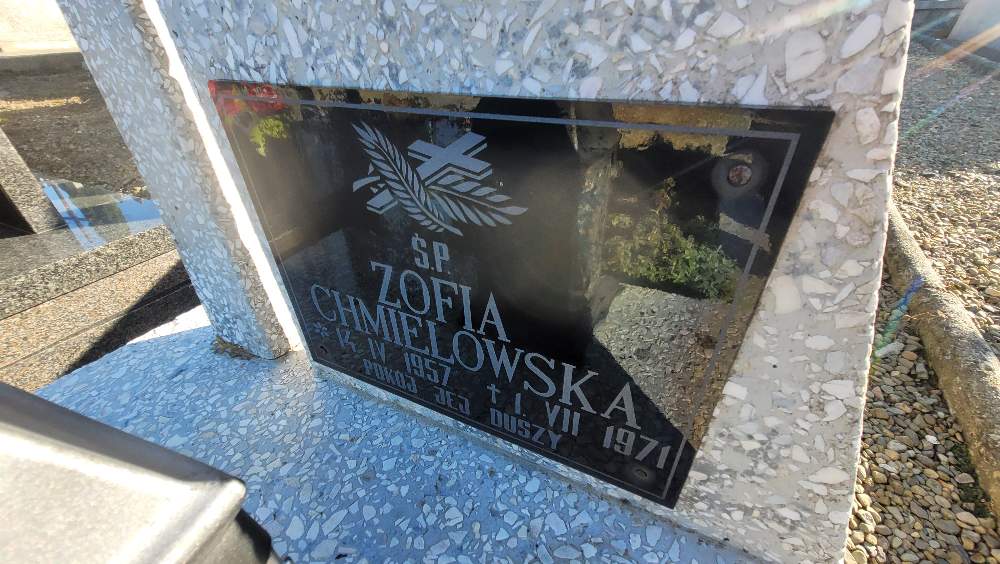 Ś.P.
ZOFIA
CHMIELOWSKA
* 14. IV 1957 † 1. VII 1971
POKÓJ JEJ DUSZY